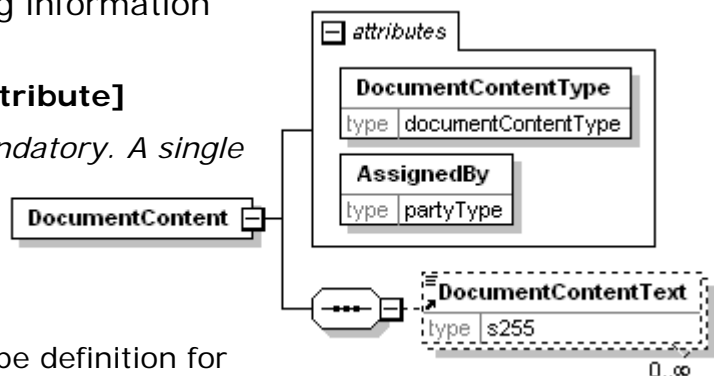 g information
attributes
tribute]
DocumentContentType
type documentContentType
ndatory. A single
AssignedBy
type partyType
DocumentContent
DocumentContentText
type s255
pe definition for
0..∞